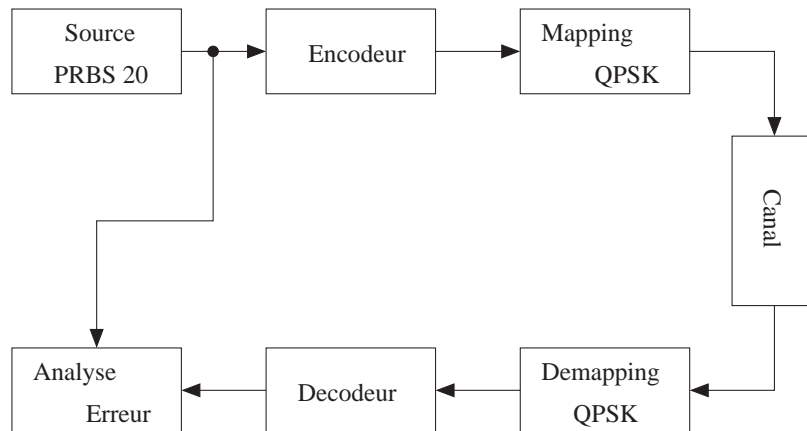 Source
PRBS 20
Encodeur
Mapping
QPSK
Canal
Demapping
QPSK
Decodeur
Analyse
Erreur